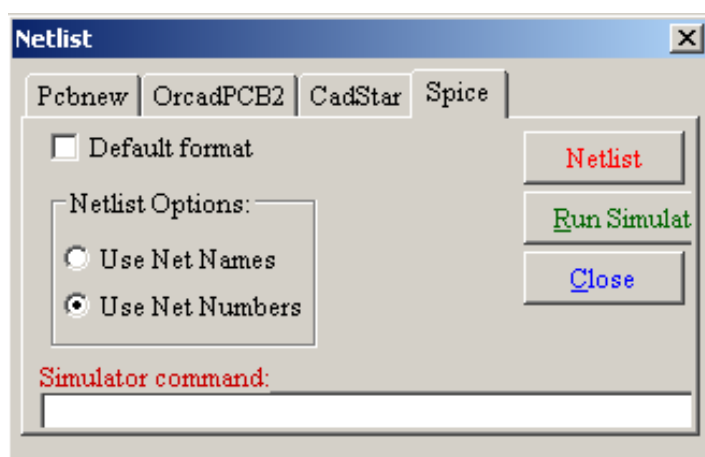 Netlist
Pcbnew OrcadPCB2 CadStar Spice
Default format
Netlist
Netlist Options:
Run Simulat
Use Net Names
Close
Use Net Numbers
Simulator command: